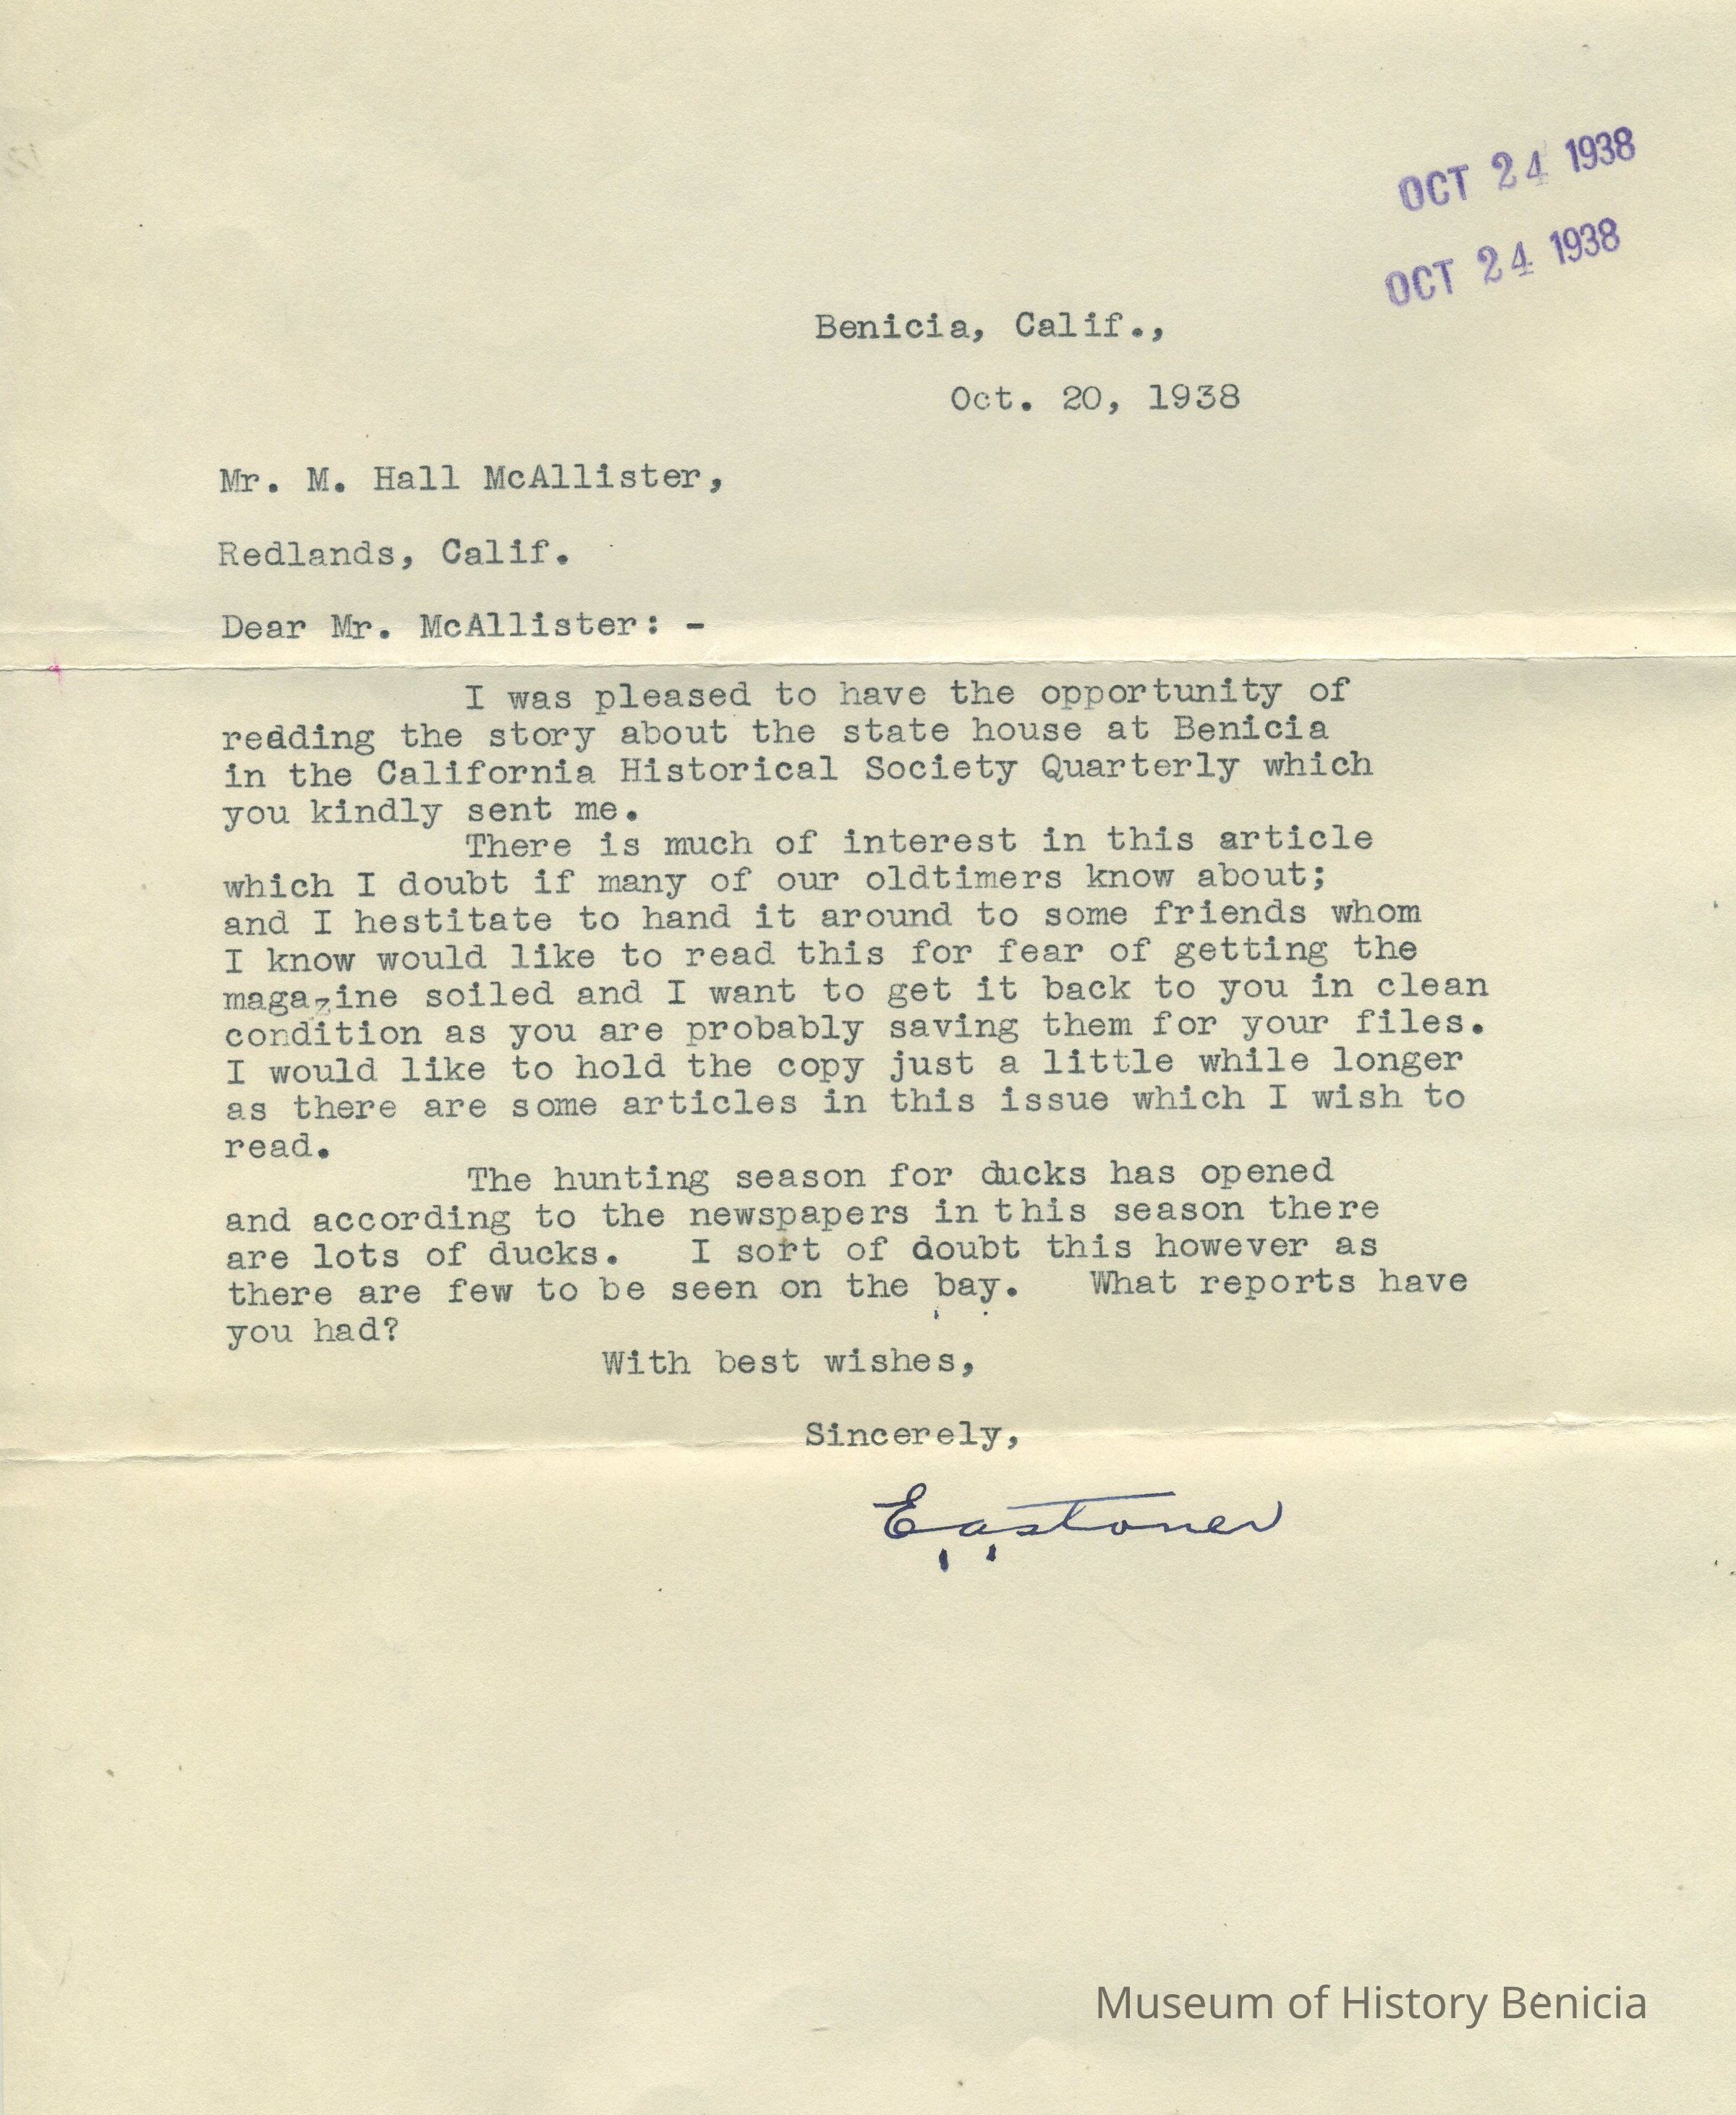 OCT 24 1938
OCT 24 1938
Benicia, Calif.,
Oct. 20, 1938
Mr. M. Hall McAllister,
Redlands, Calif.
Dear Mr. McAllister: -
I was pleased to have the opportunity of
reading the story about the state house at Benicia
in the California Historical Society Quarterly which
you kindly sent me.
There is much of interest in this article
which I doubt if many of our oldtimers know about;
and I hestitate to hand it around to some friends whom
I know would like to read this for fear of getting the
magazine soiled and I want to get it back to you in clean
condition as you are probably saving them for your files.
I would like to hold the copy just a little while longer
as there are some articles in this issue which I wish to
read.
The hunting season for ducks has opened
and according to the newspapers in this season there
are lots of ducks. I sort of doubt this however as
there are few to be seen on the bay. What reports have
you had?
With best wishes,
Sincerely,
Museum of History Benicia